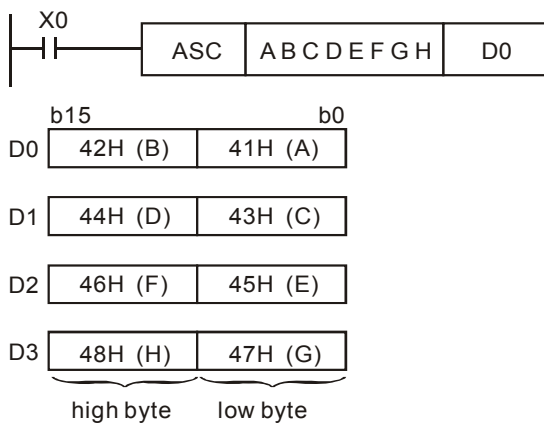 X0
ASC A B C D E F G H D0
b15 b0
D0 42H (B) 41H (A)
D1 44H (D) 43H (C)
D2 46H (F) 45H (E)
D3 48H (H) 47H (G)
high byte low byte